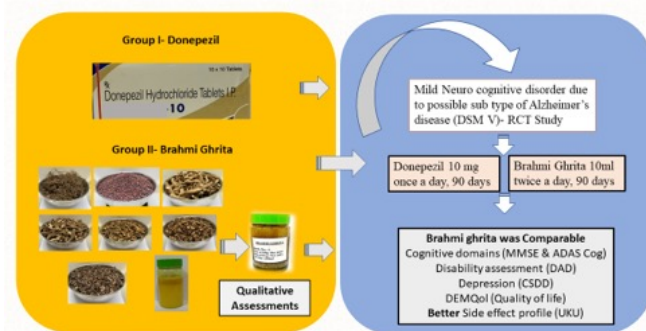 Group I- Donepezil
10 x 10 Tablets
Donepezil Hydrochloride Tablets I.P.
10
Group II- Brahmi Ghrita
Qualitative
Assessments
Mild Neuro cognitive disorder due
to possible sub type of Alzheimer's
disease (DSM V)- RCT Study
Donepezil 10 mg
once a day, 90 days
Brahmi Ghrita 10ml
twice a day, 90 days
Brahmi ghrita was Comparable
Cognitive domains (MMSE & ADAS Cog)
Disability assessment (DAD)
Depression (CSDD)
DEMQol (Quality of life)
Better Side effect profile (UKU)